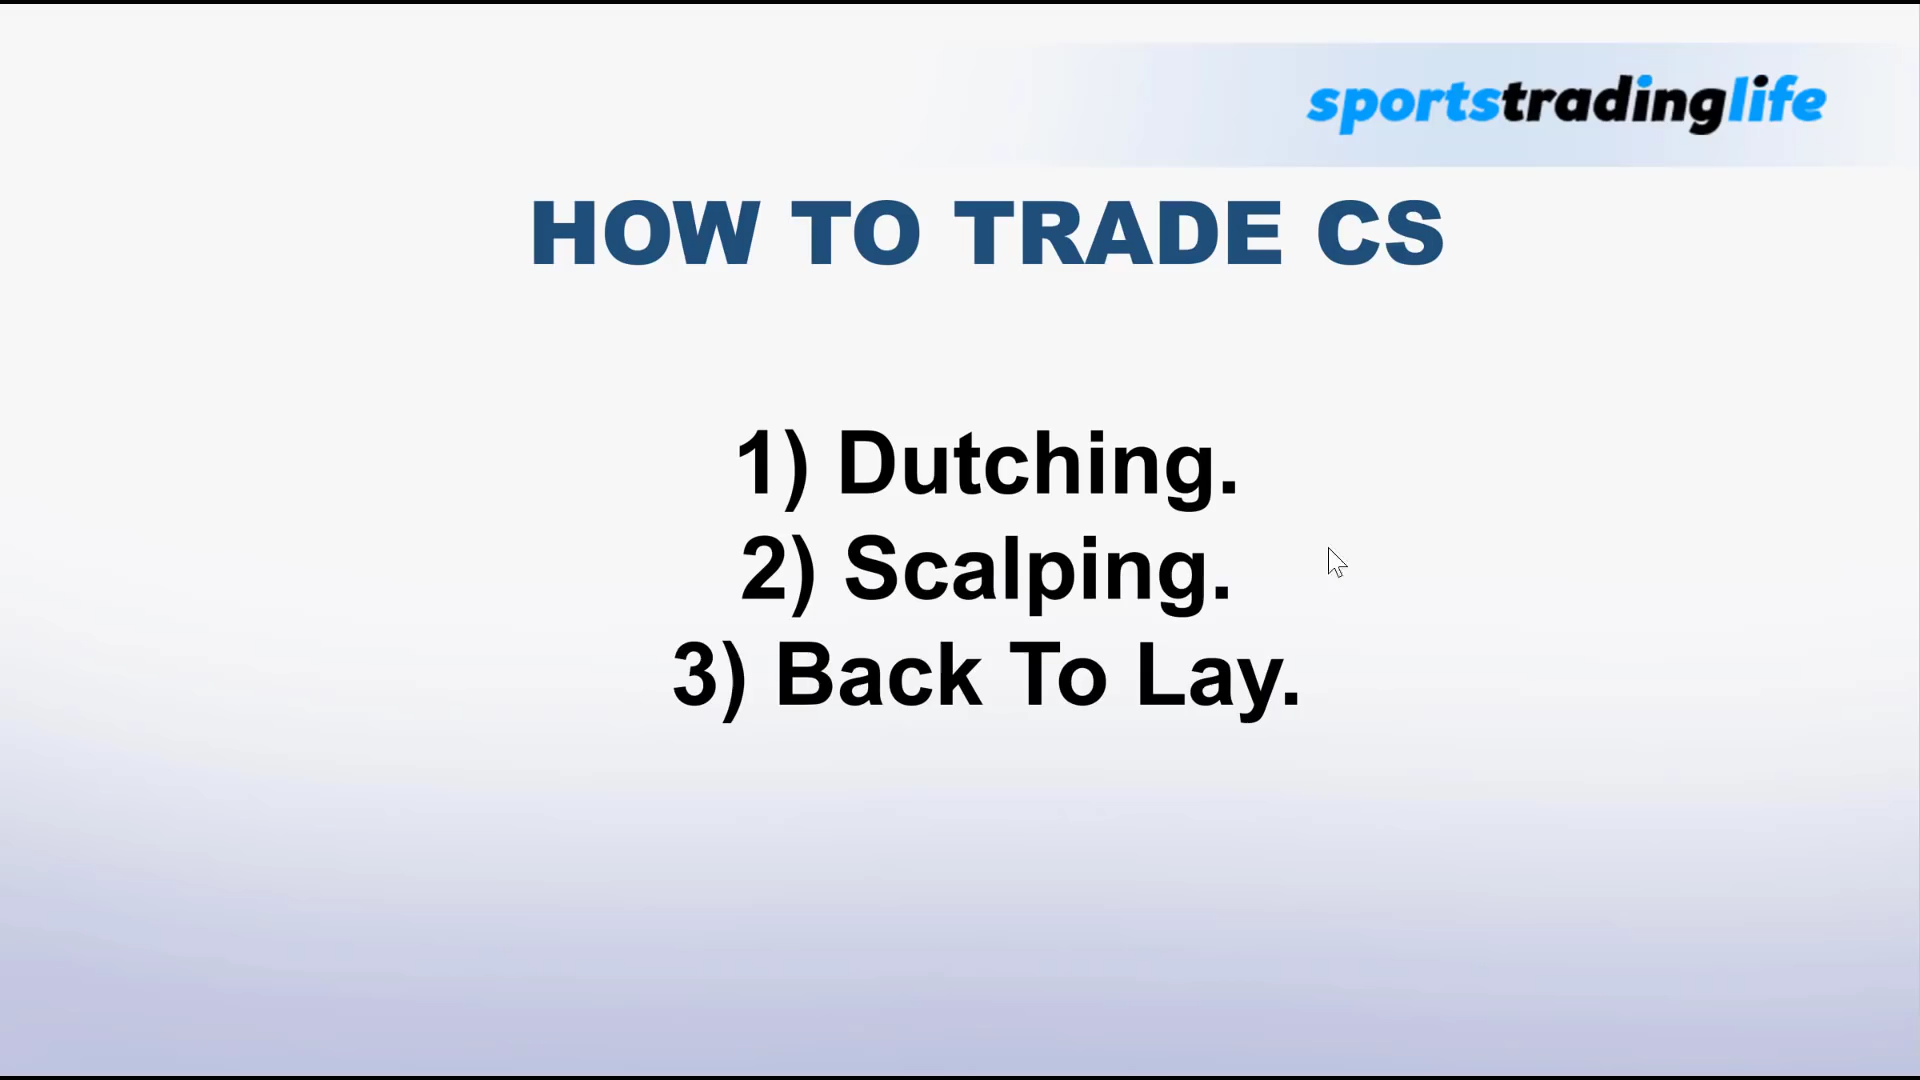 sportstradinglife
HOW TO TRADE CS
1) Dutching.
2) Scalping.
3) Back To Lay.